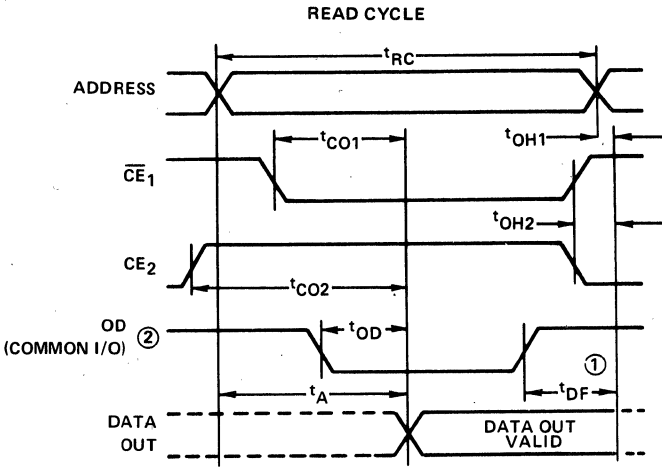 READ CYCLE
tRC
ADDRESS
tCO1
tOH1
CE1
tOH2
CE2
tCO2
OD
(COMMON I/O) ②
tOD
①
tA
tDF
DATA
OUT
DATA OUT
VALID